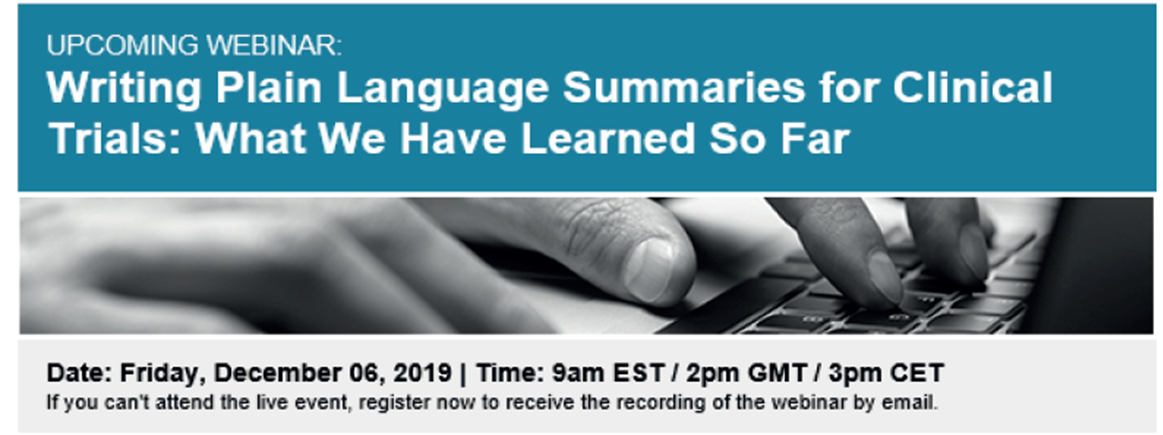 UPCOMING WEBINAR:
Writing Plain Language Summaries for Clinical
Trials: What We Have Learned So Far
Date: Friday, December 06, 2019 | Time: 9am EST / 2pm GMT / 3pm CET
If you can't attend the live event, register now to receive the recording of the webinar by email.